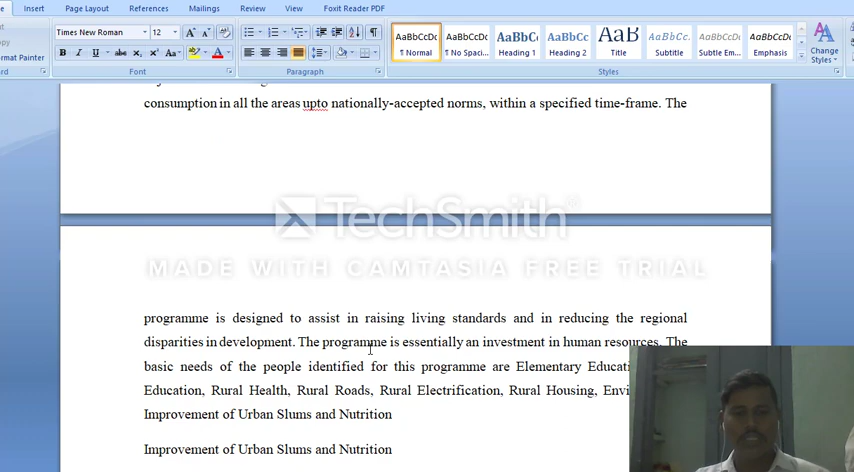 Insert Page Layout References Mailings Review View Foxit Reader PDF
Times New Roman 12
AaBbCcDc AaBbCcDc AaBbC AaBbCc AaB AaBbCc. AaBbCcDc AaBbCcDc
¶ Normal ¶ No Spaci... Heading 1 Heading 2 Title Subtitle Subtle Em... Emphasis Change
Styles
Font Paragraph Styles
consumption in all the areas upto nationally-accepted norms, within a specified time-frame. The
TechSmith®
MADE WITH CAMTASIA FREE TRIAL
programme is designed to assist in raising living standards and in reducing the regional
disparities in development. The programme is essentially an investment in human resources. The
basic needs of the people identified for this programme are Elementary
Education, Rural Health, Rural Roads, Rural Electrification, Rural Housing,
Improvement of Urban Slums and Nutrition
Improvement of Urban Slums and Nutrition